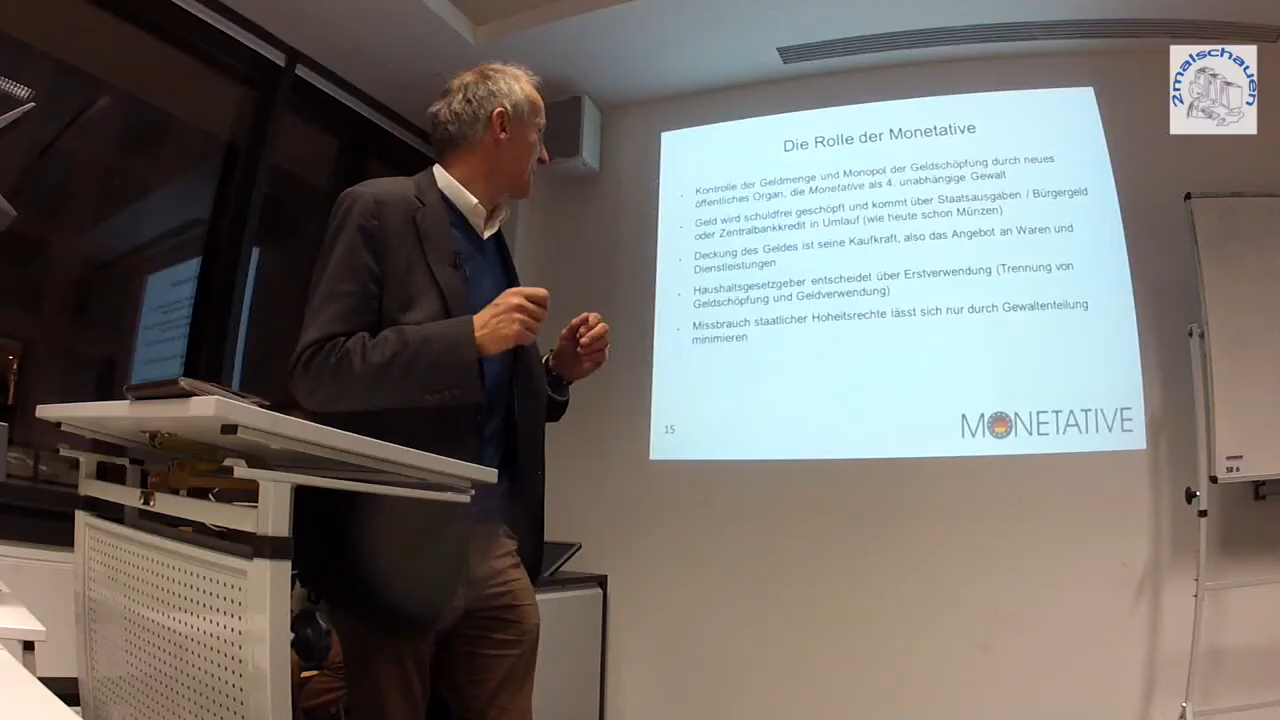 2malschauen
Die Rolle der Monetative
Kontrolle der Geldmenge und Monopol der Geldschöpfung durch neues
öffentliches Organ, die Monetative als 4. unabhängige Gewalt
Geld wird schuldfrei geschöpft und kommt über Staatsausgaben / Bürgergeld
oder Zentralbankkredit in Umlauf (wie heute schon Münzen)
Deckung des Geldes ist seine Kaufkraft, also das Angebot an Waren und
Dienstleistungen
Haushaltsgesetzgeber entscheidet über Erstverwendung (Trennung von
Geldschöpfung und Geldverwendung)
Missbrauch staatlicher Hoheitsrechte lässt sich nur durch Gewaltenteilung
minimieren
15
MONETATIVE